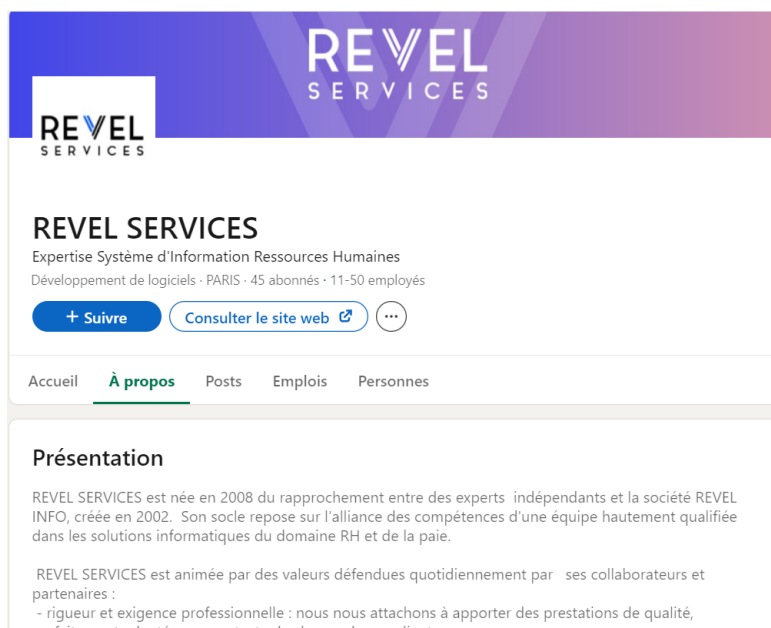 REVEL
SERVICES
REVEL
SERVICES
REVEL SERVICES
Expertise Système d'Information Ressources Humaines
Développement de logiciels · PARIS · 45 abonnés · 11-50 employés
+ Suivre Consulter le site web ...
Accueil À propos Posts Emplois Personnes
Présentation
REVEL SERVICES est née en 2008 du rapprochement entre des experts indépendants et la société REVEL
INFO, créée en 2002. Son socle repose sur l'alliance des compétences d'une équipe hautement qualifiée
dans les solutions informatiques du domaine RH et de la paie.
REVEL SERVICES est animée par des valeurs défendues quotidiennement par ses collaborateurs et
partenaires :
- rigueur et exigence professionnelle : nous nous attachons à apporter des prestations de qualité,